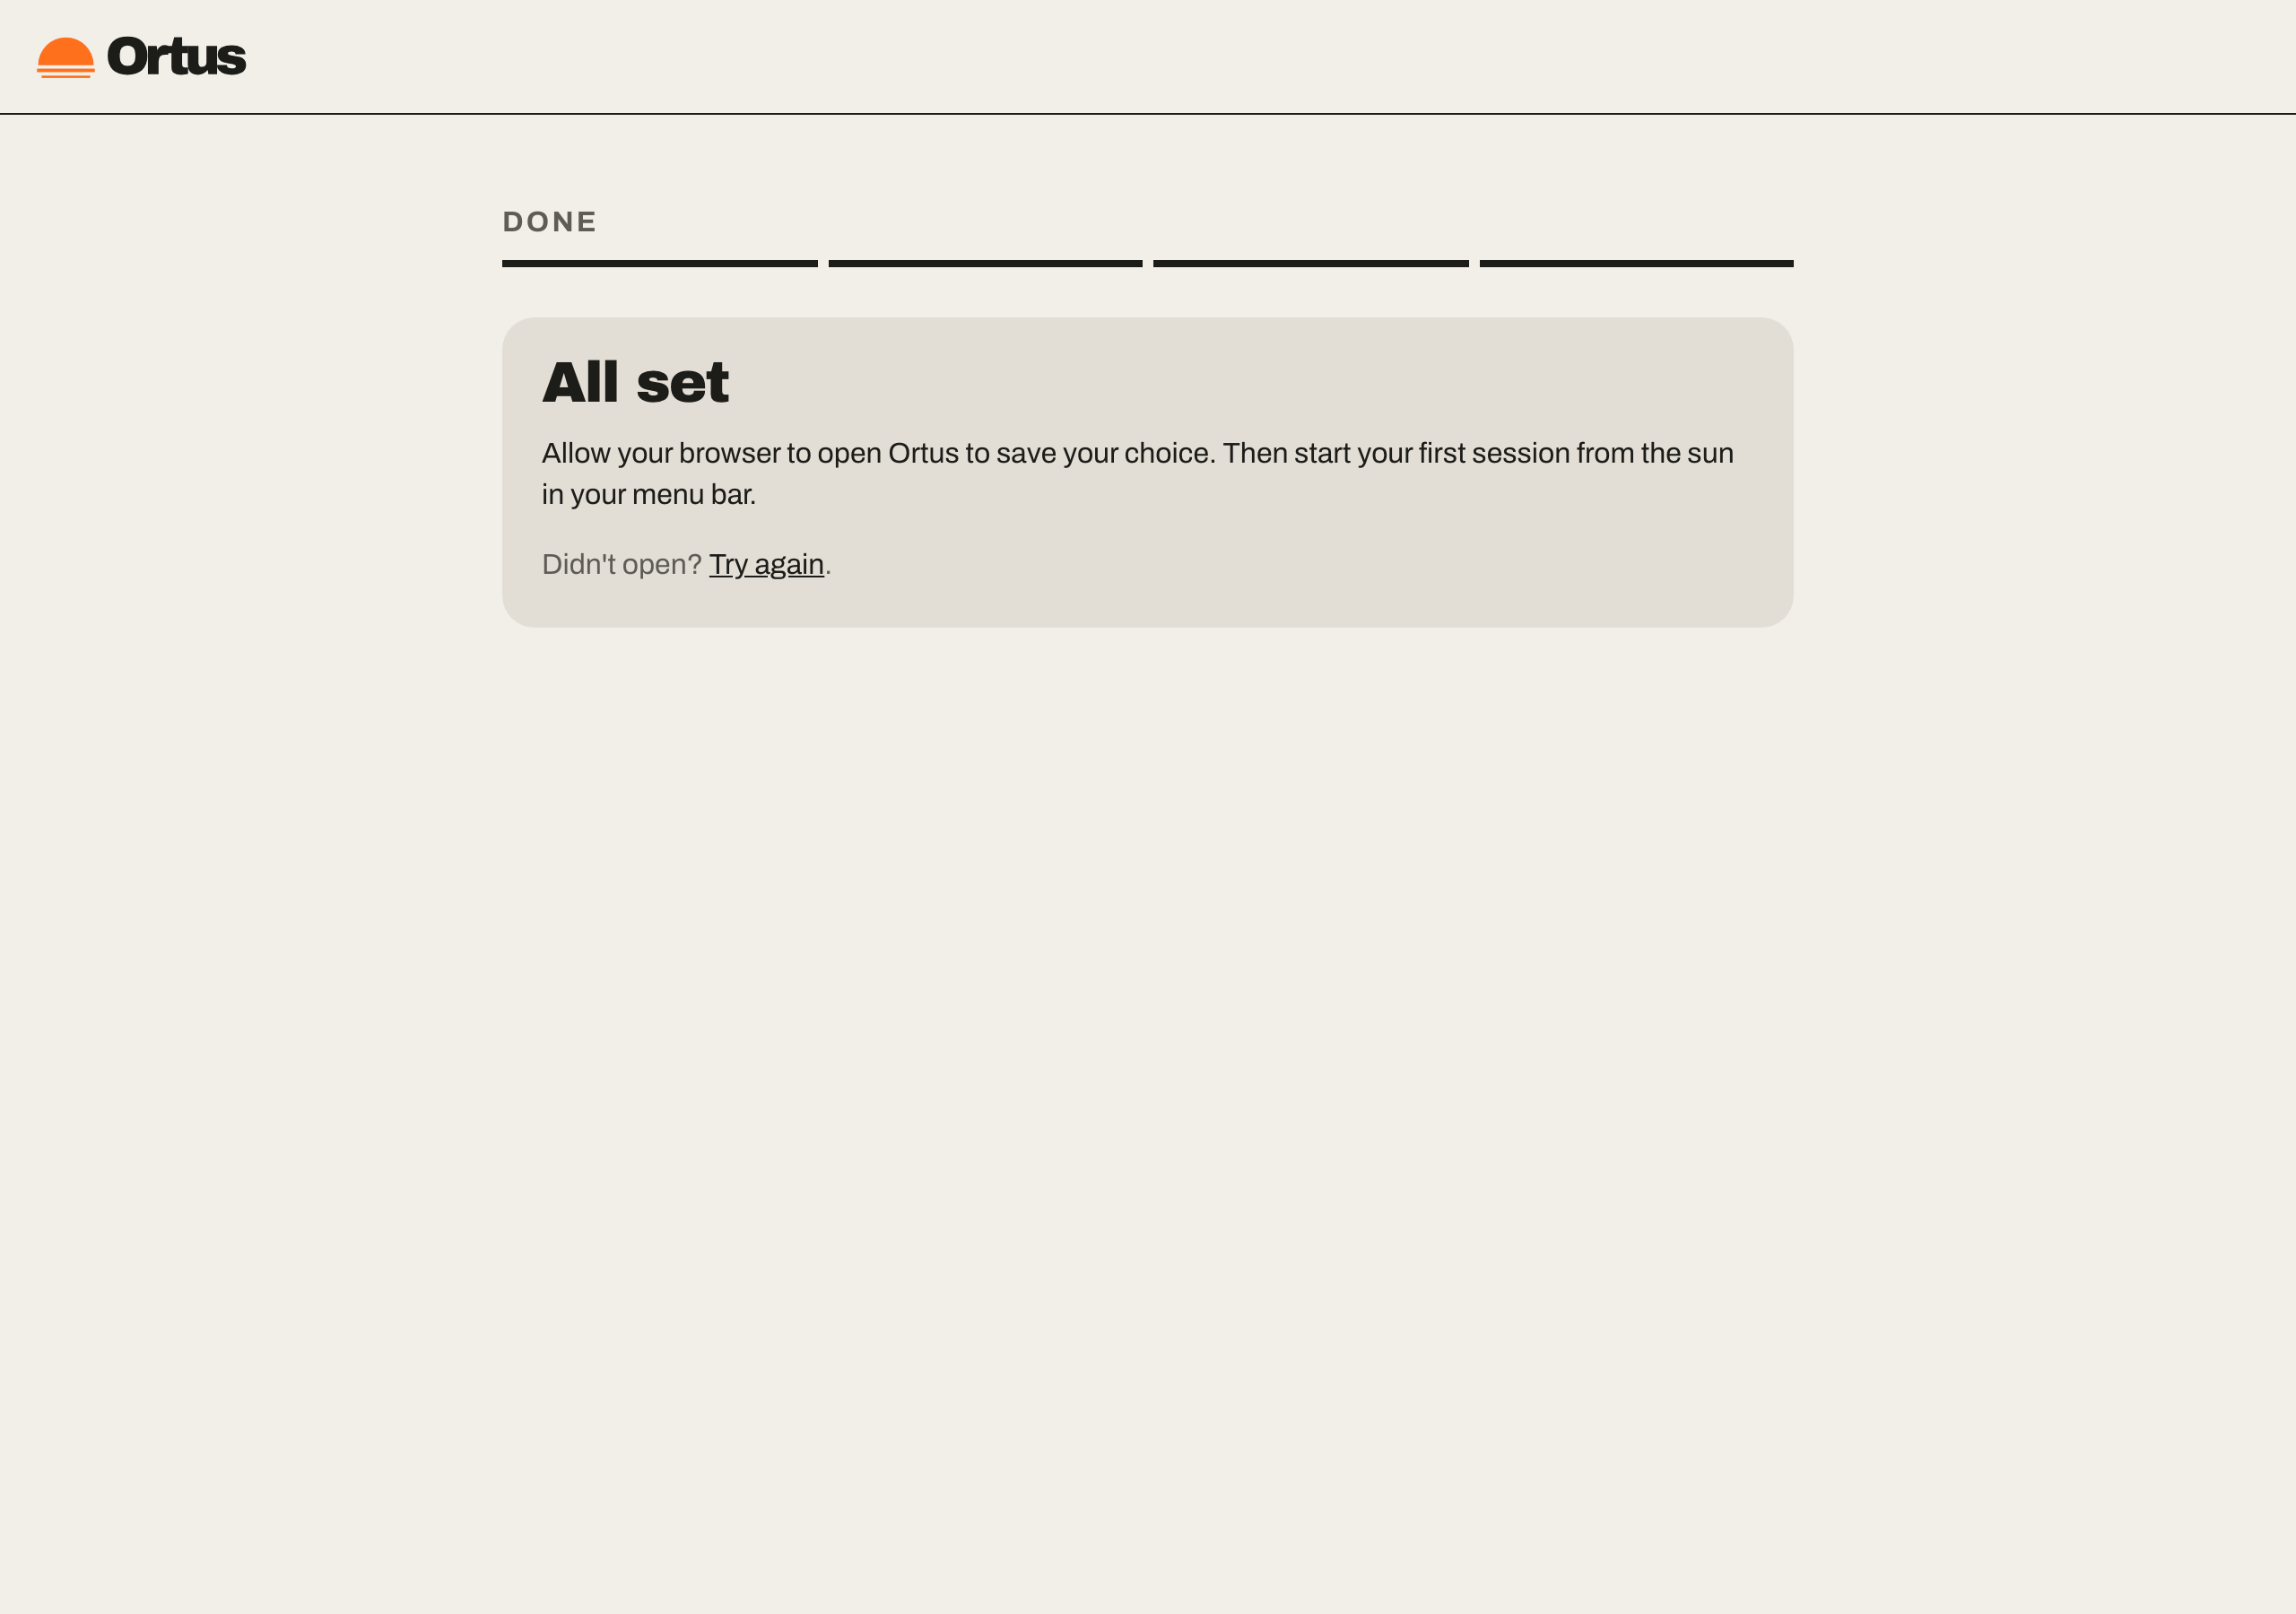 Ortus
DONE
All set
Allow your browser to open Ortus to save your choice. Then start your first session from the sun
in your menu bar.
Didn't open? Try again.